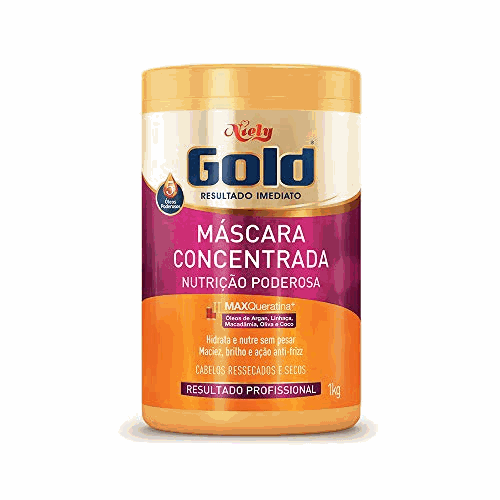 Niely
Gold®
RESULTADO IMEDIATO
5
Óleos
Poderosos
MÁSCARA
CONCENTRADA
NUTRIÇÃO PODEROSA
MAXQueratina+
Óleos de Argan, Linhaça,
Macadâmia, Oliva e Coco
Hidrata e nutre sem pesar
Maciez, brilho e ação anti-frizz
CABELOS RESSECADOS E SECOS
RESULTADO PROFISSIONAL
1kg